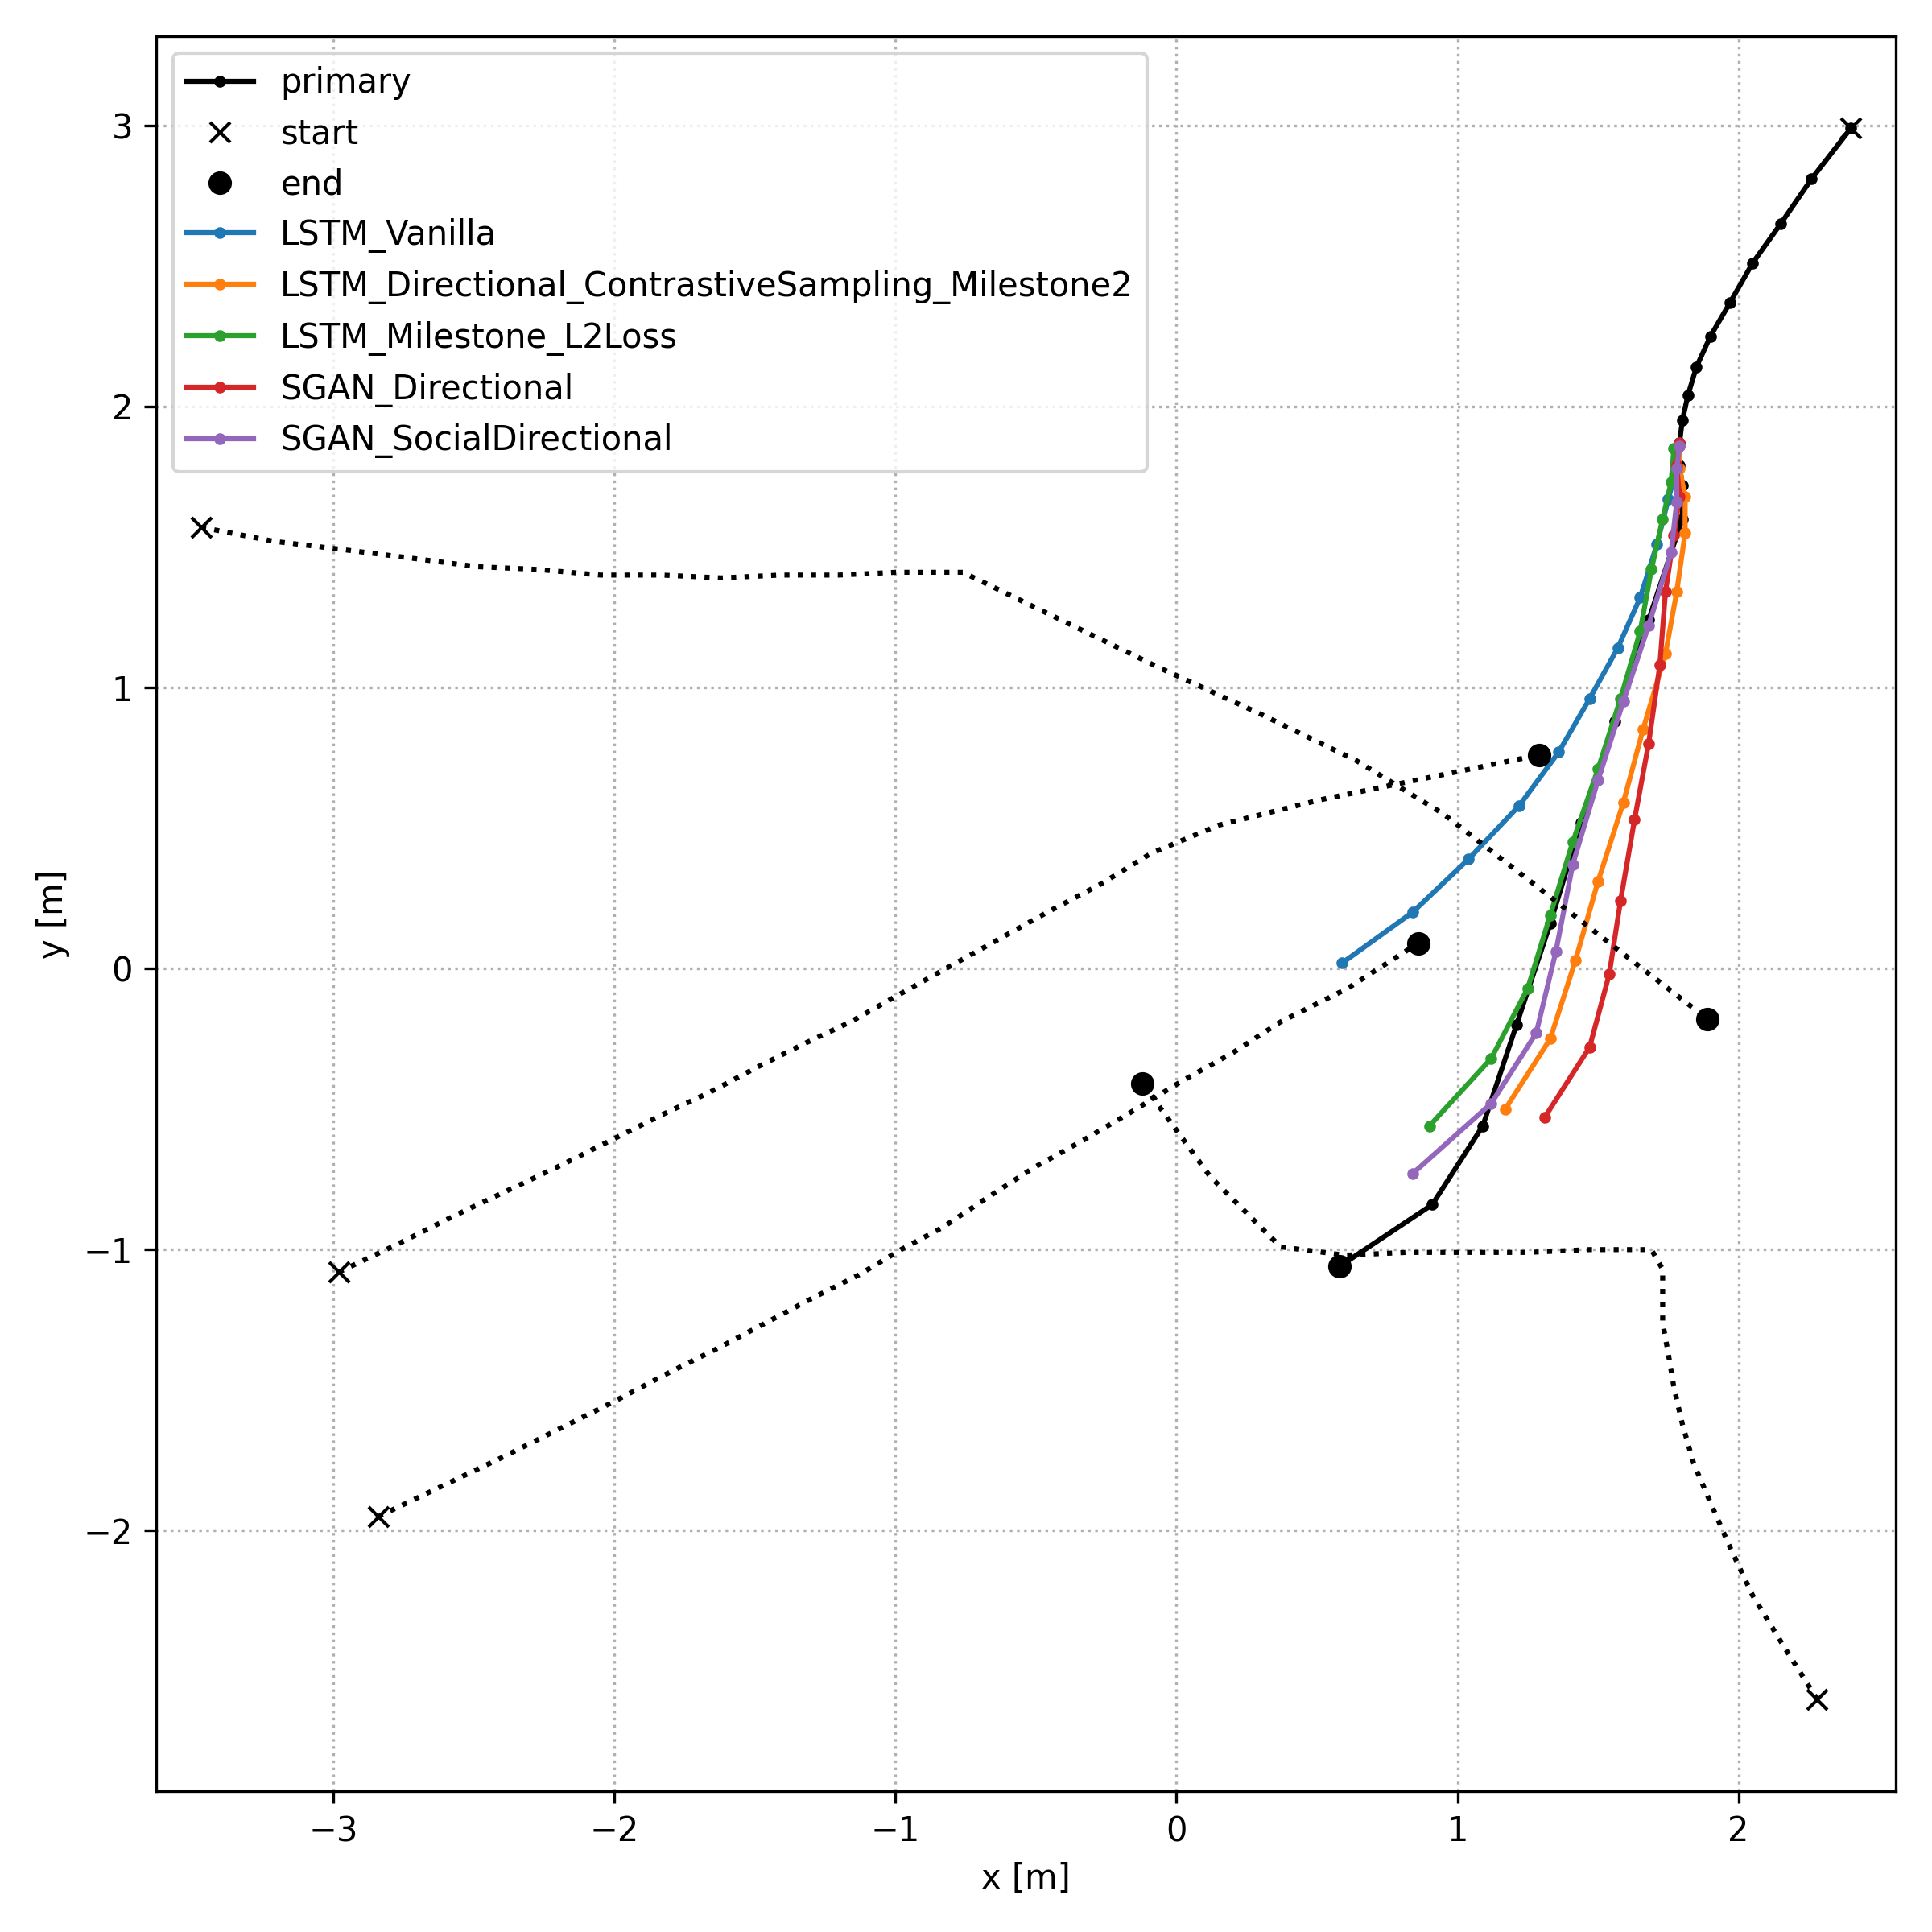 primary
start
end
LSTM_Vanilla
LSTM_Directional_ContrastiveSampling_Milestone2
LSTM_Milestone_L2Loss
SGAN_Directional
SGAN_SocialDirectional
3
2
1
0
−1
−2
y [m]
−3 −2 −1 0 1 2
x [m]